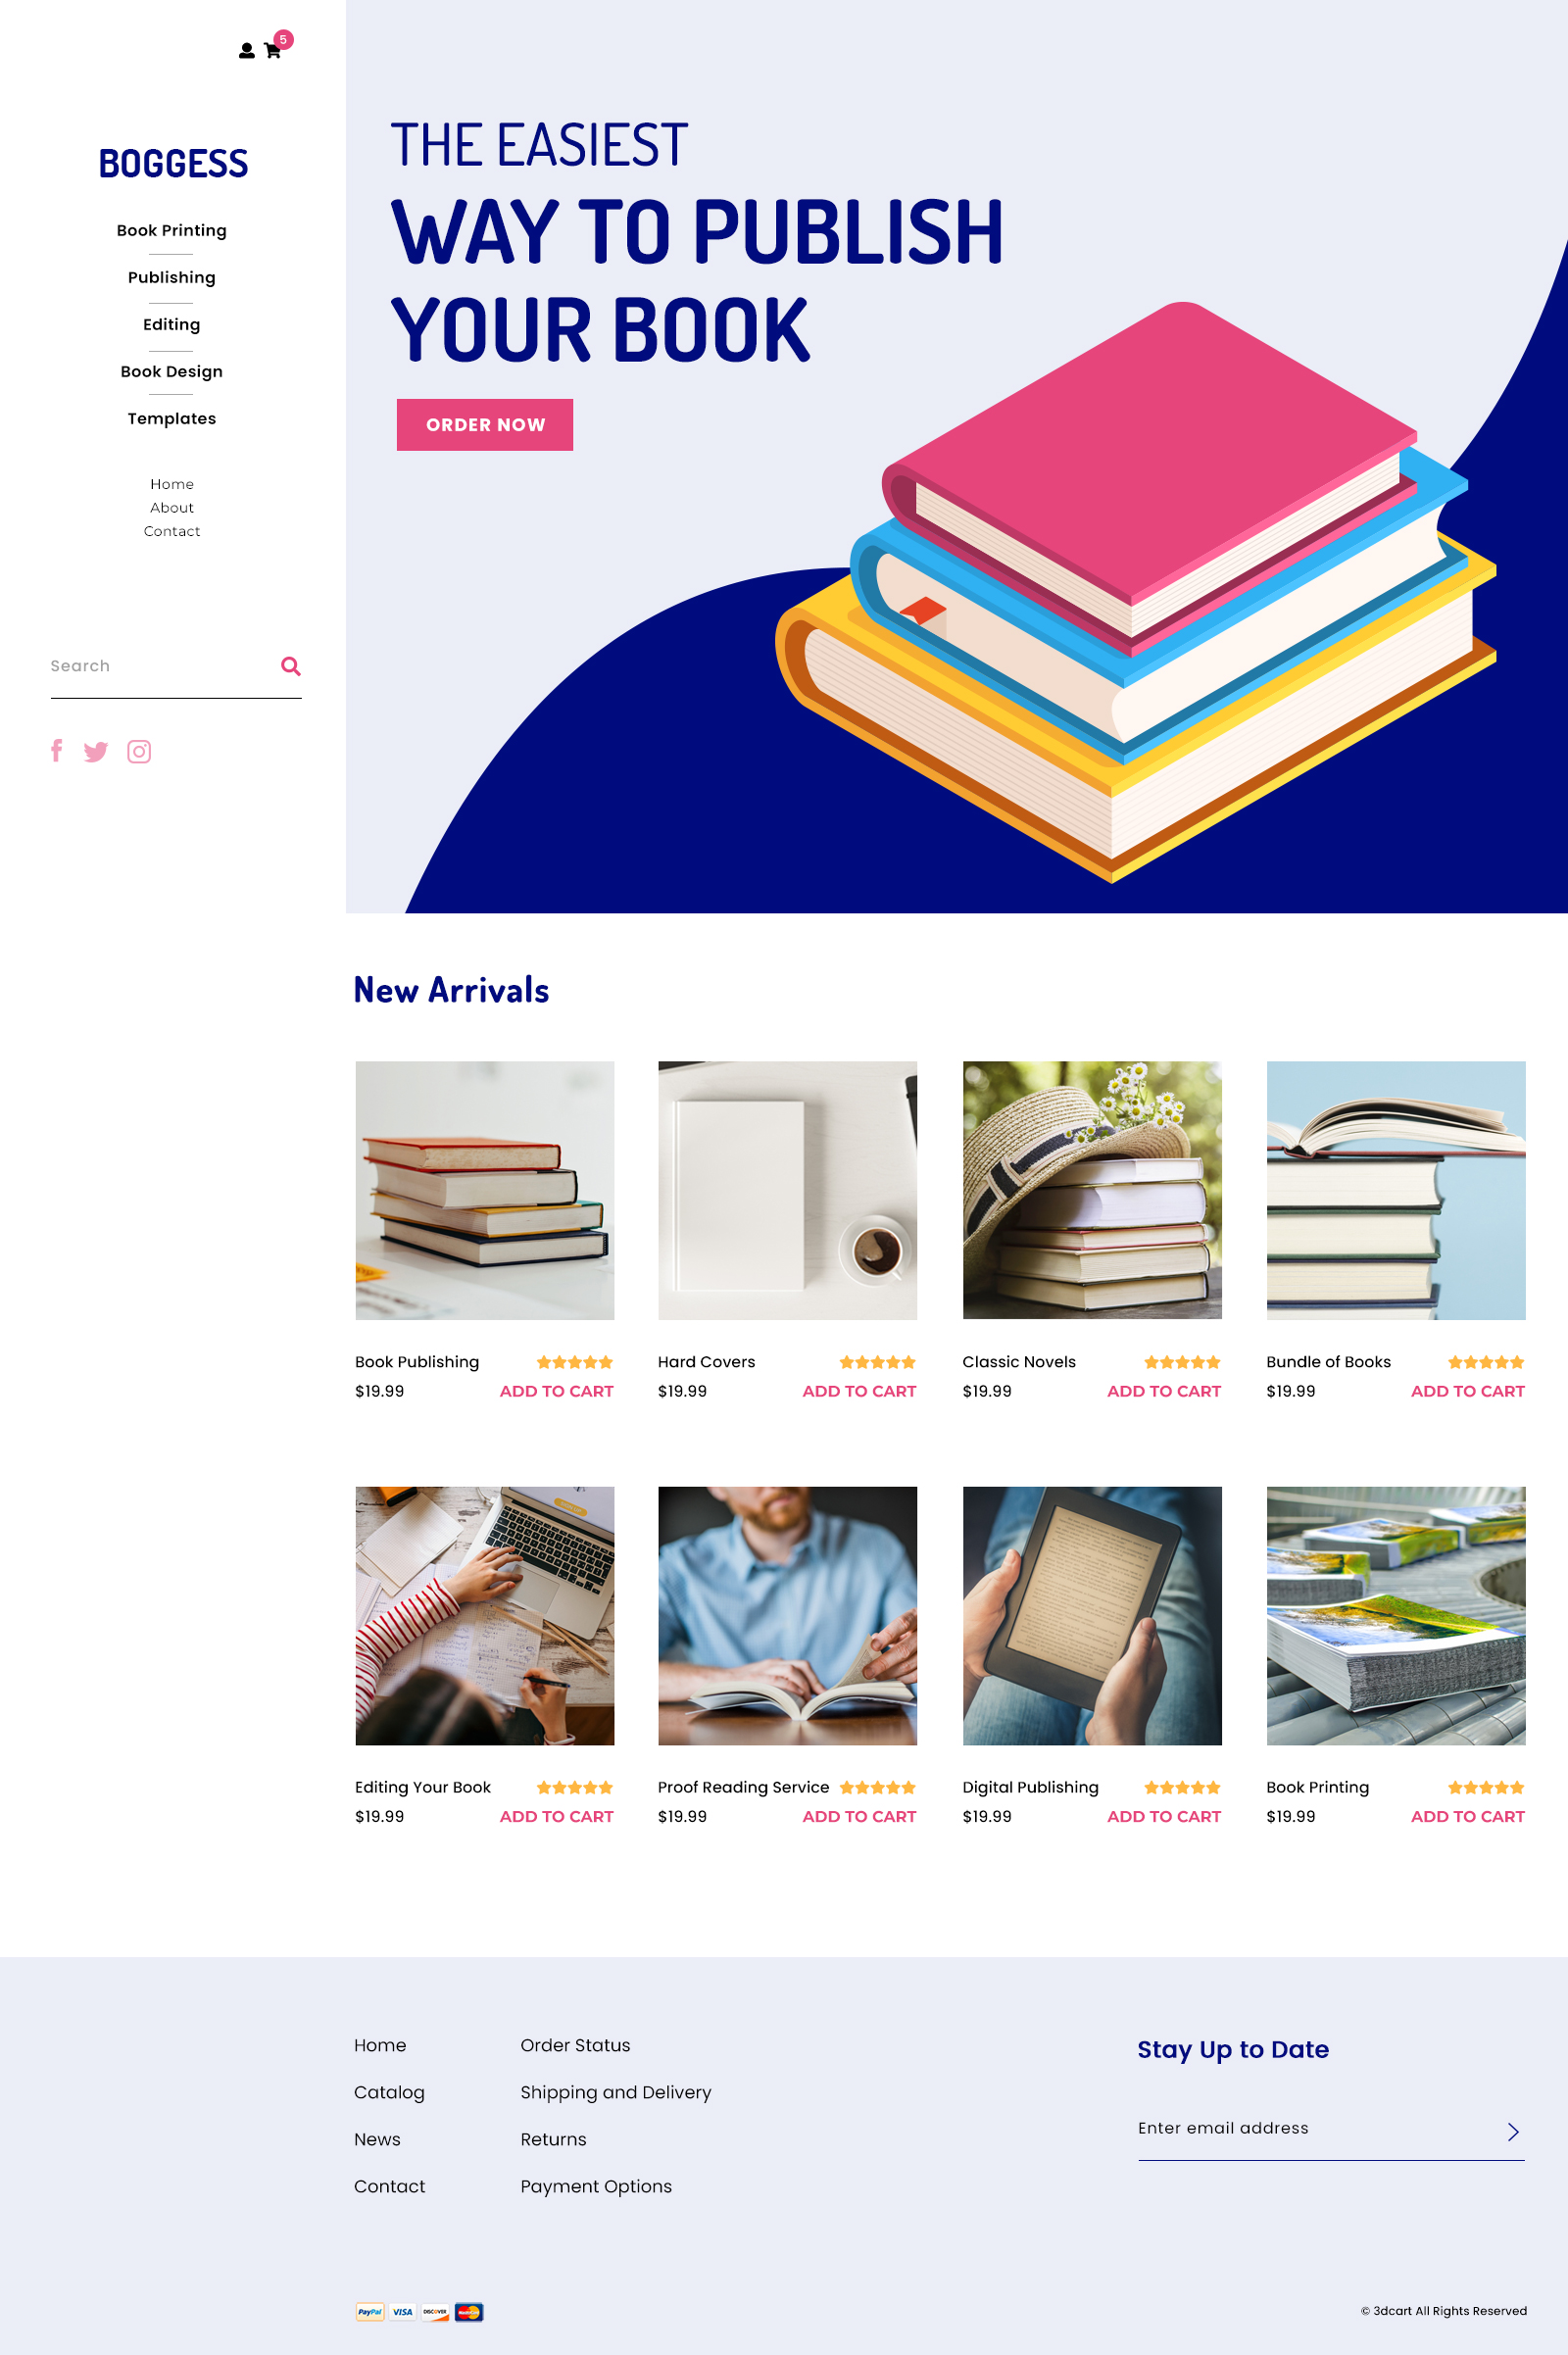 5
BOGGESS
Book Printing
Publishing
Editing
Book Design
Templates
Home
About
Contact
Search
THE EASIEST
WAY TO PUBLISH
YOUR BOOK
ORDER NOW
New Arrivals
Book Publishing
$19.99 ADD TO CART
Hard Covers
$19.99 ADD TO CART
Classic Novels
$19.99 ADD TO CART
Bundle of Books
$19.99 ADD TO CART
Editing Your Book
$19.99 ADD TO CART
Proof Reading Service
$19.99 ADD TO CART
Digital Publishing
$19.99 ADD TO CART
Book Printing
$19.99 ADD TO CART
Home
Catalog
News
Contact
Order Status
Shipping and Delivery
Returns
Payment Options
Stay Up to Date
Enter email address
PayPal VISA DISCOVER MasterCard
© 3dcart All Rights Reserved